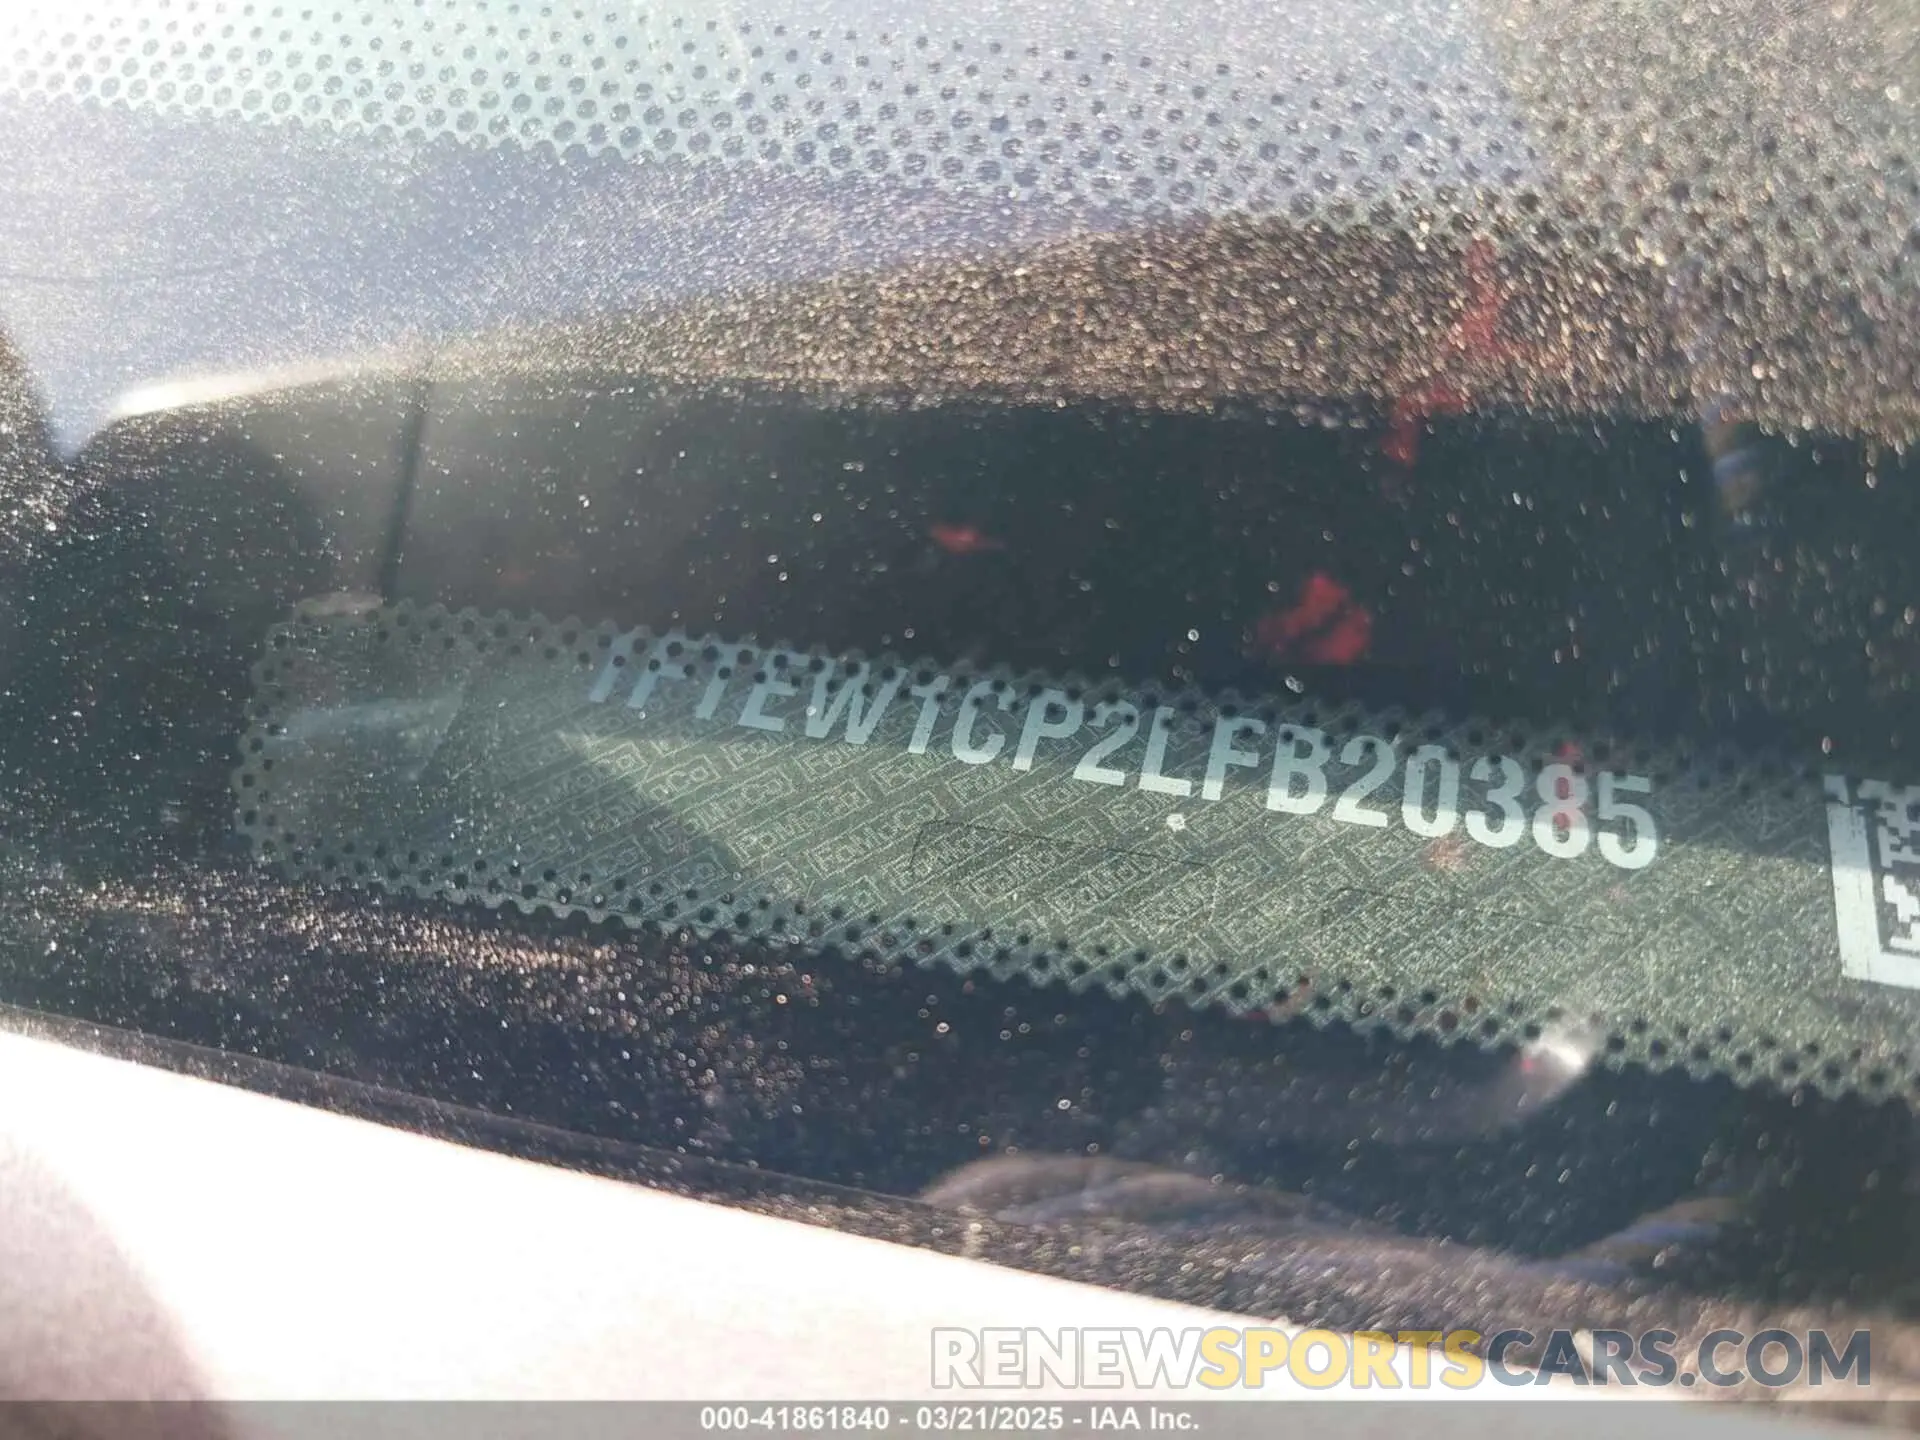 1FTEW1CP2LFB20385
RENEWSPORTSCARS.COM
000-41861840 - 03/21/2025 - IAA Inc.